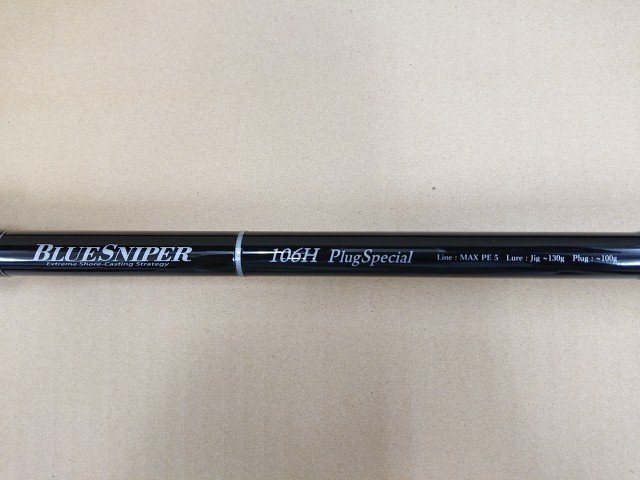 BLUESNIPER
Extreme Shore-Casting Strategy
106H PlugSpecial
Line : MAX PE 5 Lure : Jig ~130g Plug : ~100g